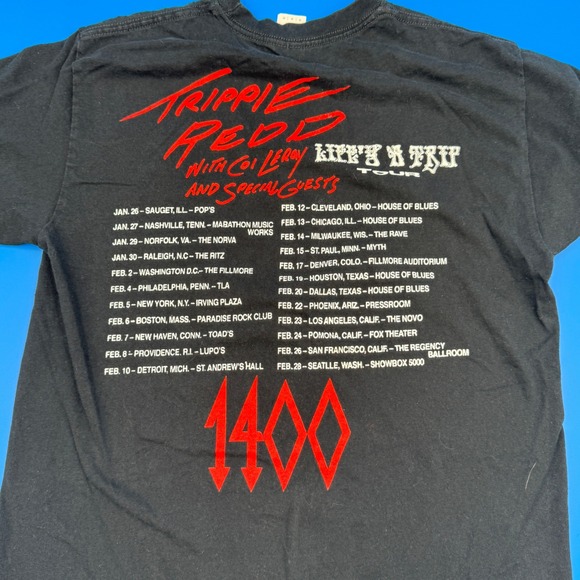 TRIPPIE
REDD
WITH COI LERAY
AND SPECIAL GUESTS
LIFE'S A TRIP
TOUR
JAN. 26 – SAUGET, ILL. – POP'S
JAN. 27 – NASHVILLE, TENN. – MARATHON MUSIC
WORKS
JAN. 29 – NORFOLK, VA. – THE NORVA
JAN. 30 – RALEIGH, N.C – THE RITZ
FEB. 2 – WASHINGTON D.C – THE FILLMORE
FEB. 4 – PHILADELPHIA, PENN. – TLA
FEB. 5 – NEW YORK, N.Y. – IRVING PLAZA
FEB. 6 – BOSTON, MASS. – PARADISE ROCK CLUB
FEB. 7 – NEW HAVEN, CONN. – TOAD'S
FEB. 8 – PROVIDENCE. R.I. – LUPO'S
FEB. 10 – DETROIT, MICH. – ST. ANDREW'S HALL
FEB. 12 – CLEVELAND, OHIO – HOUSE OF BLUES
FEB. 13 – CHICAGO, ILL. – HOUSE OF BLUES
FEB. 14 – MILWAUKEE, WIS. – THE RAVE
FEB. 15 – ST. PAUL, MINN. – MYTH
FEB. 17 – DENVER, COLO. – FILLMORE AUDITORIUM
FEB. 19 – HOUSTON, TEXAS – HOUSE OF BLUES
FEB. 20 – DALLAS, TEXAS – HOUSE OF BLUES
FEB. 22 – PHOENIX, ARIZ. – PRESSROOM
FEB. 23 – LOS ANGELES, CALIF. – THE NOVO
FEB. 24 – POMONA, CALIF. – FOX THEATER
FEB. 26 – SAN FRANCISCO, CALIF. – THE REGENCY
BALLROOM
FEB. 28 – SEATLLE, WASH. – SHOWBOX 5000
1400